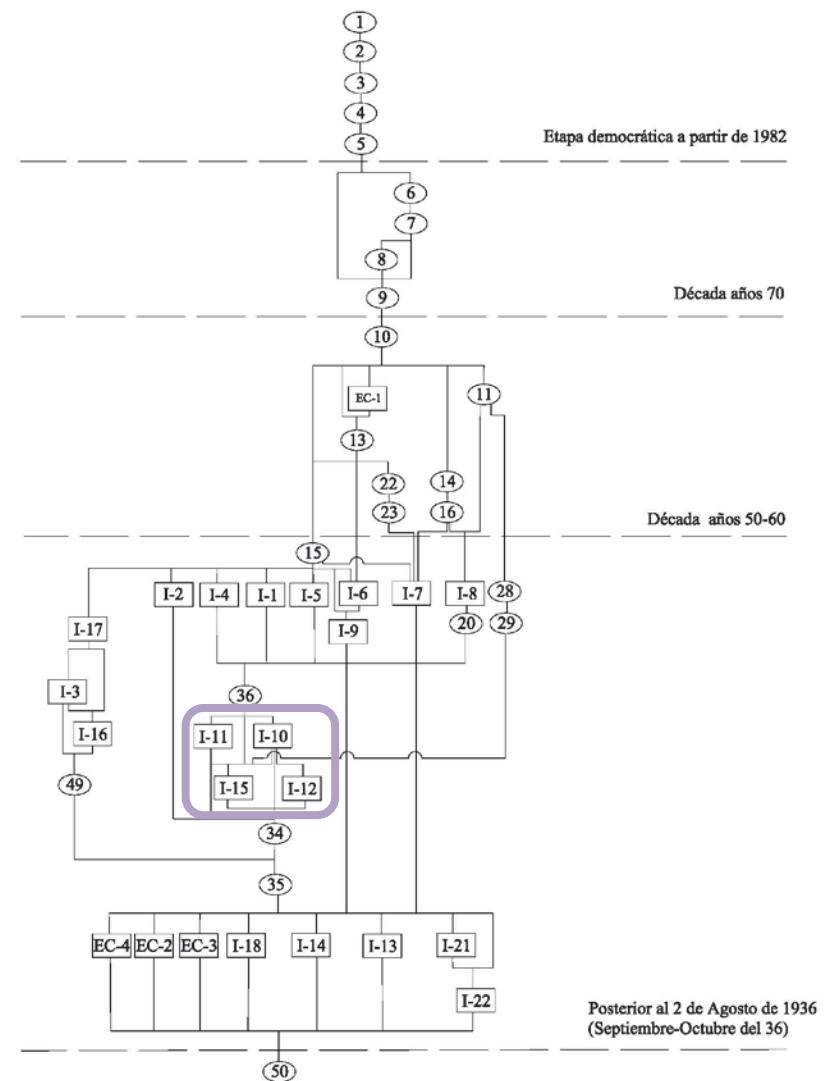 1
2
3
4
5
Etapa democrática a partir de 1982
6
7
8
9
Década años 70
10
EC-1
11
13
22
14
23
16
Década años 50-60
15
I-2
I-4
I-1
I-5
I-6
I-7
I-8
28
I-17
I-9
20
29
I-3
36
I-16
I-11
I-10
49
I-15
I-12
34
35
EC-4
EC-2
EC-3
I-18
I-14
I-13
I-21
I-22
Posterior al 2 de Agosto de 1936
(Septiembre-Octubre del 36)
50